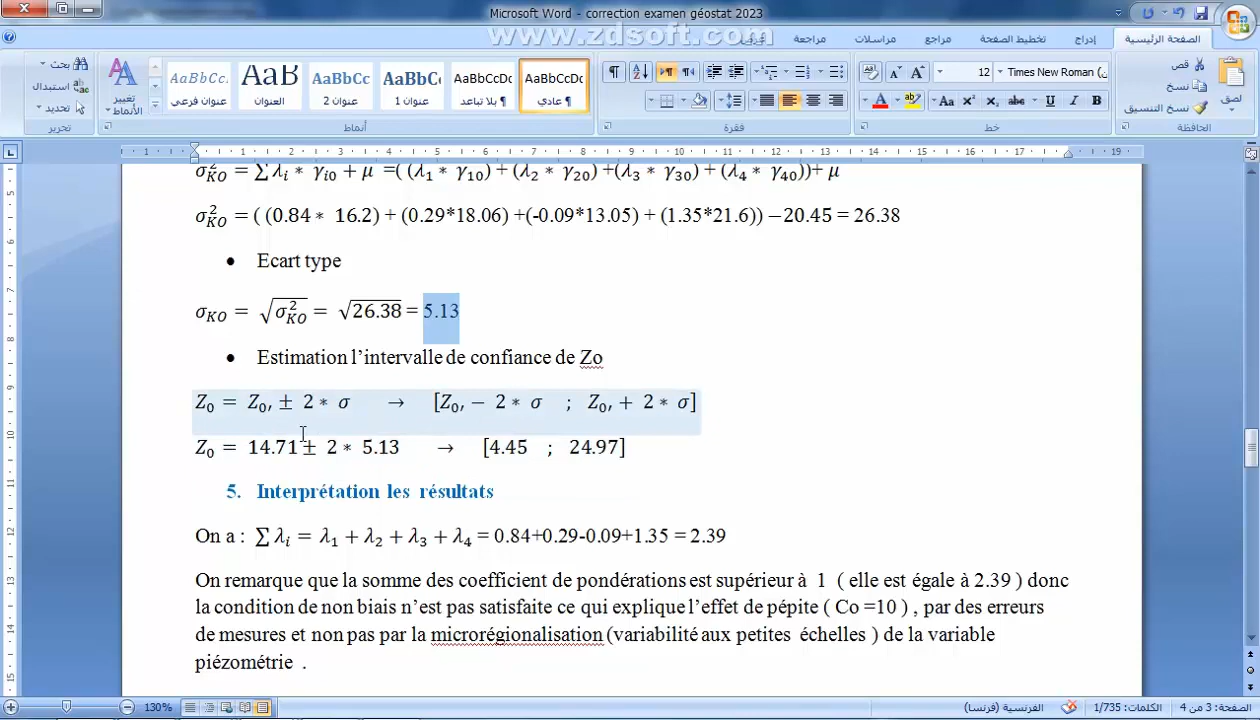 Microsoft Word - correction examen géostat 2023
www.zdsoft.com
الصفحة الرئيسية إدراج تخطيط الصفحة مراجع مراسلات مراجعة عرض
قص
نسخ
نسخ التنسيق
لصق
الحافظة
Times New Roman ( 12
خط
فقرة
AaBbCcDc AaBbCcDc AaBbCc AaBbCc AaB AaBbCcI
¶ عادي ¶ بلا تباعد عنوان 1 عنوان 2 العنوان عنوان فرعي
تغيير الأنماط
أنماط
بحث
استبدال
تحديد
تحرير
σ²KO = ∑ λi ∗ γi0 + μ =( (λ1 ∗ γ10) + (λ2 ∗ γ20) +(λ3 ∗ γ30) + (λ4 ∗ γ40))+ μ
σ²KO = ( (0.84 ∗ 16.2) + (0.29*18.06) +(-0.09*13.05) + (1.35*21.6)) −20.45 = 26.38
• Ecart type
σKO = √σ²KO = √26.38 = 5.13
• Estimation l’intervalle de confiance de Zo
Z0 = Z0, ± 2 ∗ σ → [Z0, − 2 ∗ σ ; Z0, + 2 ∗ σ]
Z0 = 14.71 ± 2 ∗ 5.13 → [4.45 ; 24.97]
5. Interprétation les résultats
On a : ∑ λi = λ1 + λ2 + λ3 + λ4 = 0.84+0.29-0.09+1.35 = 2.39
On remarque que la somme des coefficient de pondérations est supérieur à 1 ( elle est égale à 2.39 ) donc
la condition de non biais n’est pas satisfaite ce qui explique l’effet de pépite ( Co =10 ) , par des erreurs
de mesures et non pas par la microrégionalisation (variabilité aux petites échelles ) de la variable
piézométrie .
الصفحة: 3 من 4 الكلمات: 1/735 الفرنسية (فرنسا) 130%